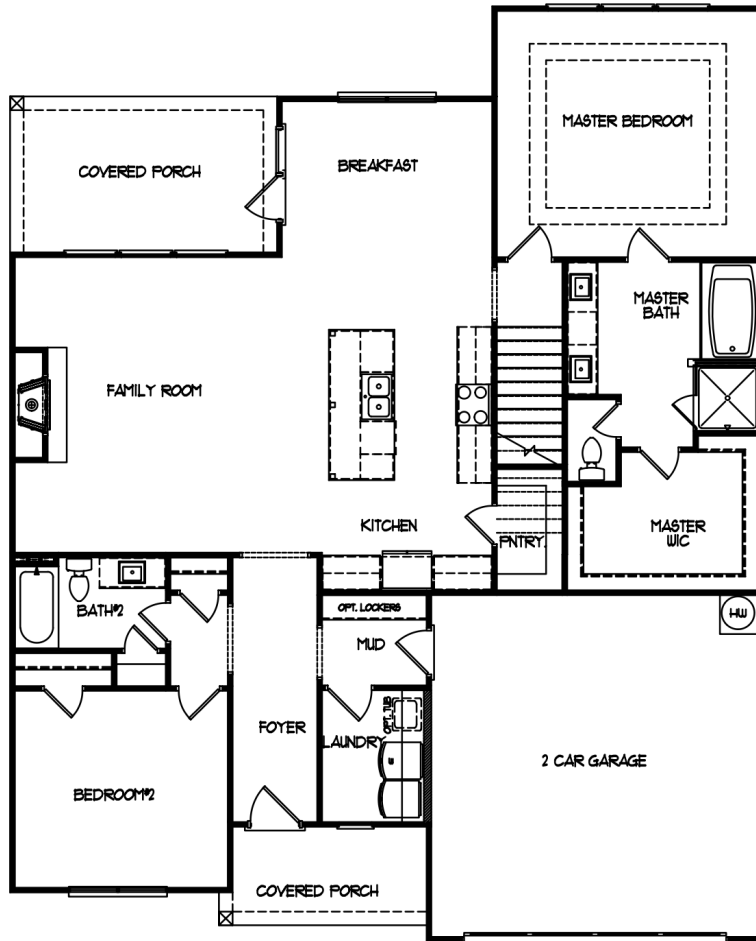 MASTER BEDROOM
COVERED PORCH
BREAKFAST
MASTER
BATH
FAMILY ROOM
KITCHEN
PNTRY.
MASTER
WIC
BATH#2
OPT. LOCKERS
HW
MUD
OPT. TUB
FOYER
LAUNDRY
2 CAR GARAGE
BEDROOM#2
COVERED PORCH